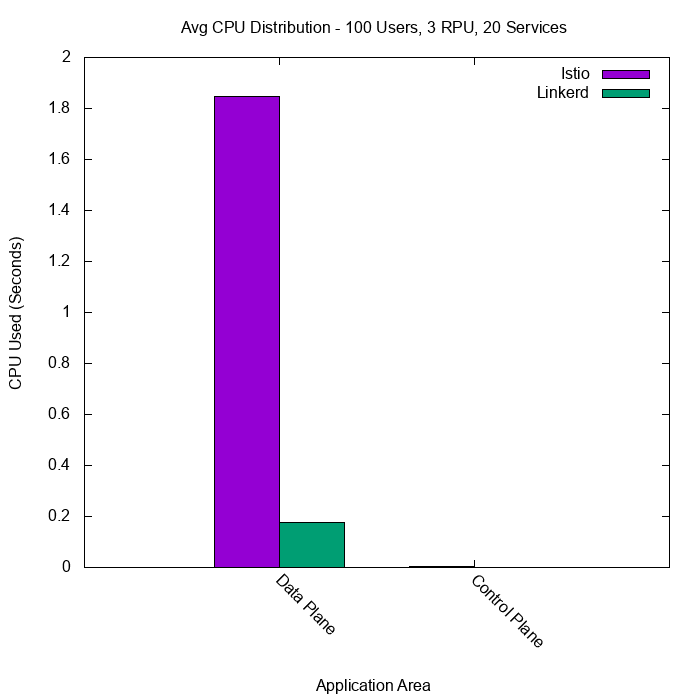 Avg CPU Distribution - 100 Users, 3 RPU, 20 Services
Istio
Linkerd
2
1.8
1.6
1.4
1.2
1
0.8
0.6
0.4
0.2
0
CPU Used (Seconds)
Data Plane
Control Plane
Application Area